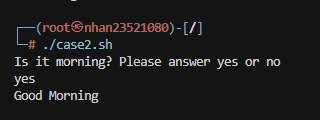 ┌──(root㉿nhan23521080)-[/]
└─# ./case2.sh
Is it morning? Please answer yes or no
yes
Good Morning